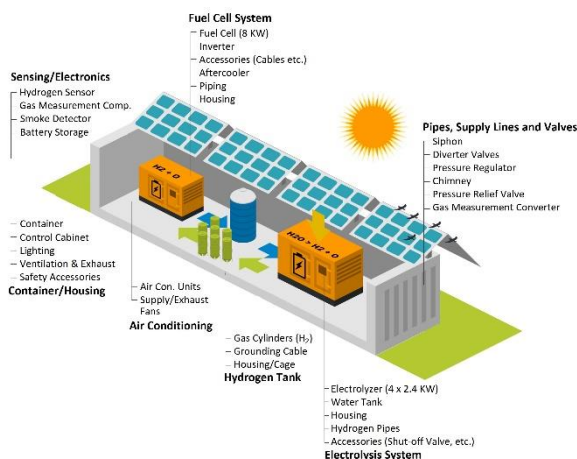 Fuel Cell System
Fuel Cell (8 KW)
Inverter
Accessories (Cables etc.)
Aftercooler
Piping
Housing
Sensing/Electronics
Hydrogen Sensor
Gas Measurement Comp.
Smoke Detector
Battery Storage
Pipes, Supply Lines and Valves
Siphon
Diverter Valves
Pressure Regulator
Chimney
Pressure Relief Valve
Gas Measurement Converter
H2 + O
H2O > H2 + O
Container
Control Cabinet
Lighting
Ventilation & Exhaust
Safety Accessories
Container/Housing
Air Con. Units
Supply/Exhaust
Fans
Air Conditioning
Gas Cylinders (H₂)
Grounding Cable
Housing/Cage
Hydrogen Tank
Electrolyzer (4 x 2.4 KW)
Water Tank
Housing
Hydrogen Pipes
Accessories (Shut-off Valve, etc.)
Electrolysis System